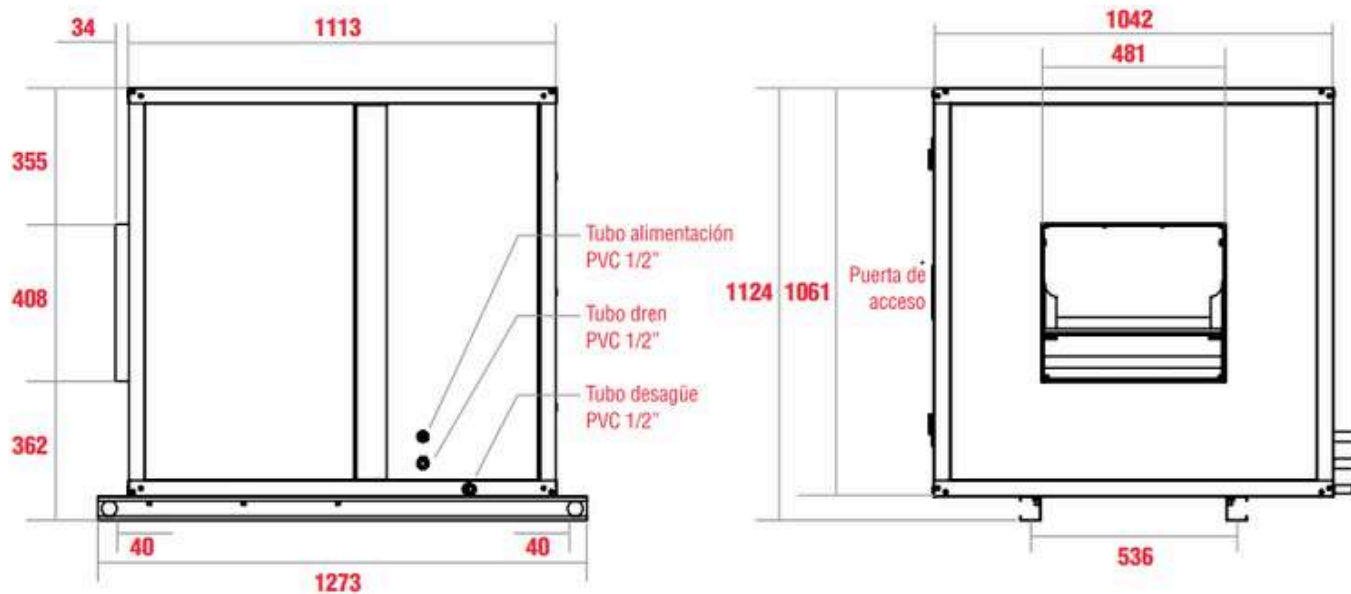 34
1113
355
408
362
Tubo alimentación
PVC 1/2”
Tubo dren
PVC 1/2”
Tubo desagüe
PVC 1/2”
40
40
1273
1042
481
1124
1061
Puerta de
acceso
536